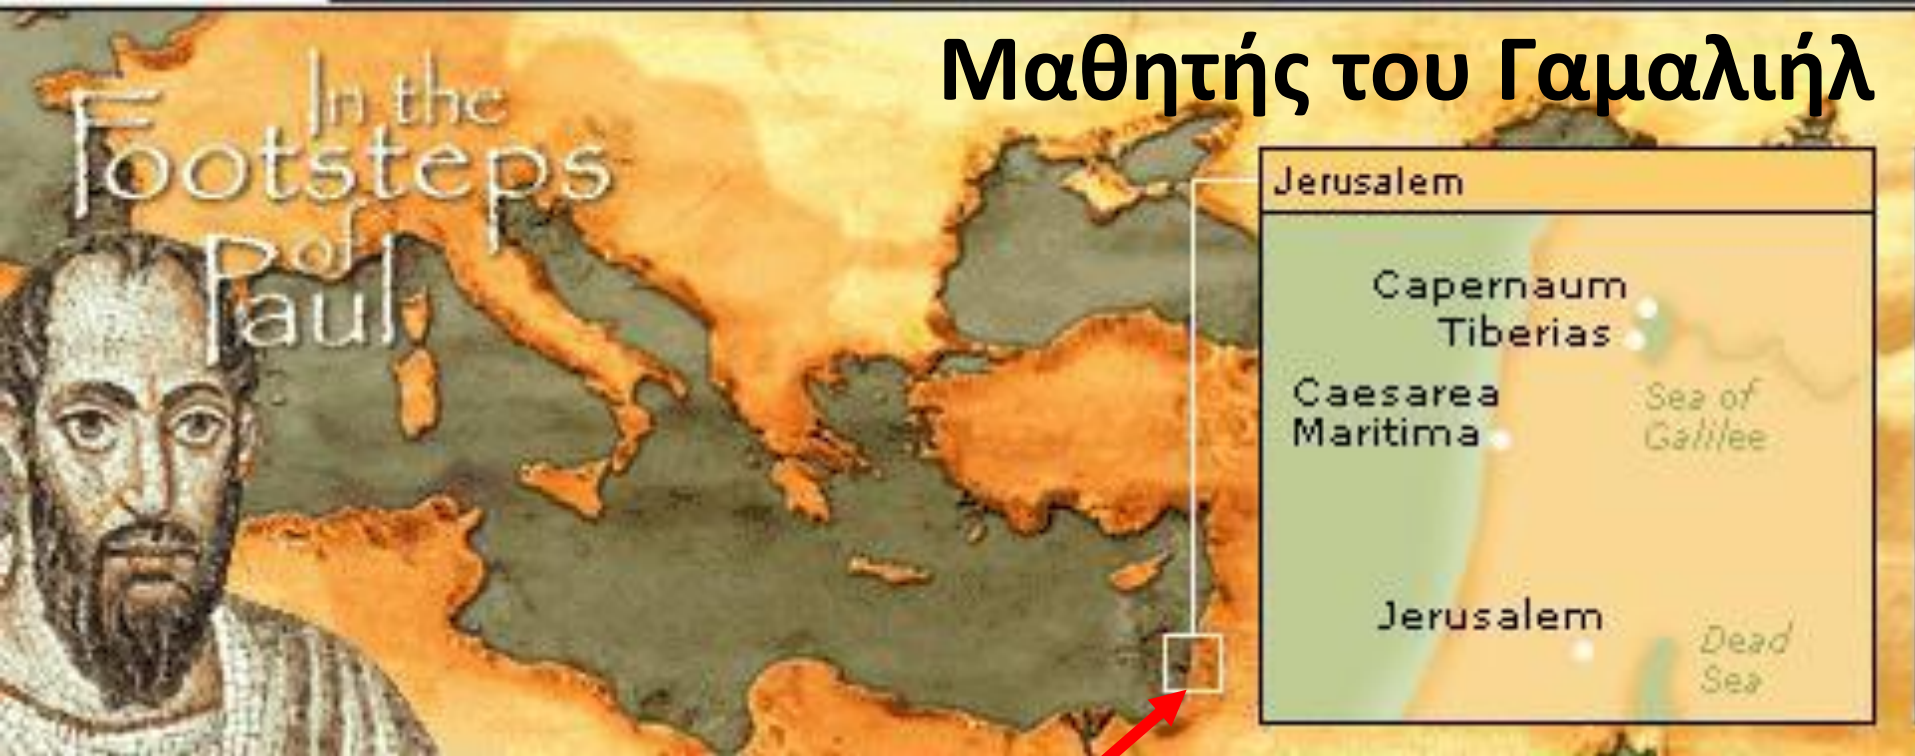 Μαθητής του Γαμαλιήλ
In the
Footsteps
of
Paul
Jerusalem
Capernaum
Tiberias
Caesarea
Maritima
Sea of
Galilee
Jerusalem
Dead
Sea